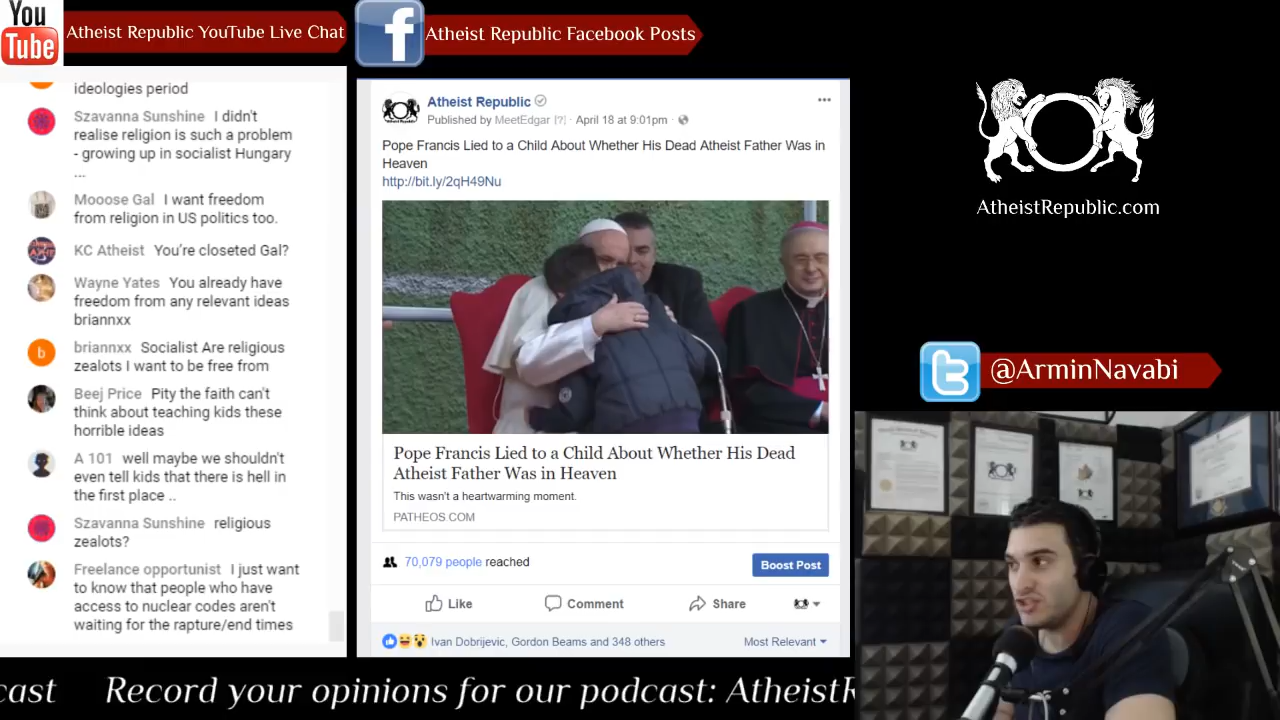 You
Tube
Atheist Republic YouTube Live Chat
Atheist Republic Facebook Posts
ideologies period
Szavanna Sunshine I didn't
realise religion is such a problem
- growing up in socialist Hungary
...
Mooose Gal I want freedom
from religion in US politics too.
KC Atheist You're closeted Gal?
Wayne Yates You already have
freedom from any relevant ideas
briannxx
b
briannxx Socialist Are religious
zealots I want to be free from
Beej Price Pity the faith can't
think about teaching kids these
horrible ideas
A 101 well maybe we shouldn't
even tell kids that there is hell in
the first place ..
Szavanna Sunshine religious
zealots?
Freelance opportunist I just want
to know that people who have
access to nuclear codes aren't
waiting for the rapture/end times
Atheist Republic
Published by MeetEdgar [?] · April 18 at 9:01pm ·
Pope Francis Lied to a Child About Whether His Dead Atheist Father Was in
Heaven
http://bit.ly/2qH49Nu
Pope Francis Lied to a Child About Whether His Dead
Atheist Father Was in Heaven
This wasn't a heartwarming moment.
PATHEOS.COM
70,079 people reached
Boost Post
Like Comment Share
Ivan Dobrijevic, Gordon Beams and 348 others
Most Relevant
AtheistRepublic.com
@ArminNavabi
cast Record your opinions for our podcast: AtheistR